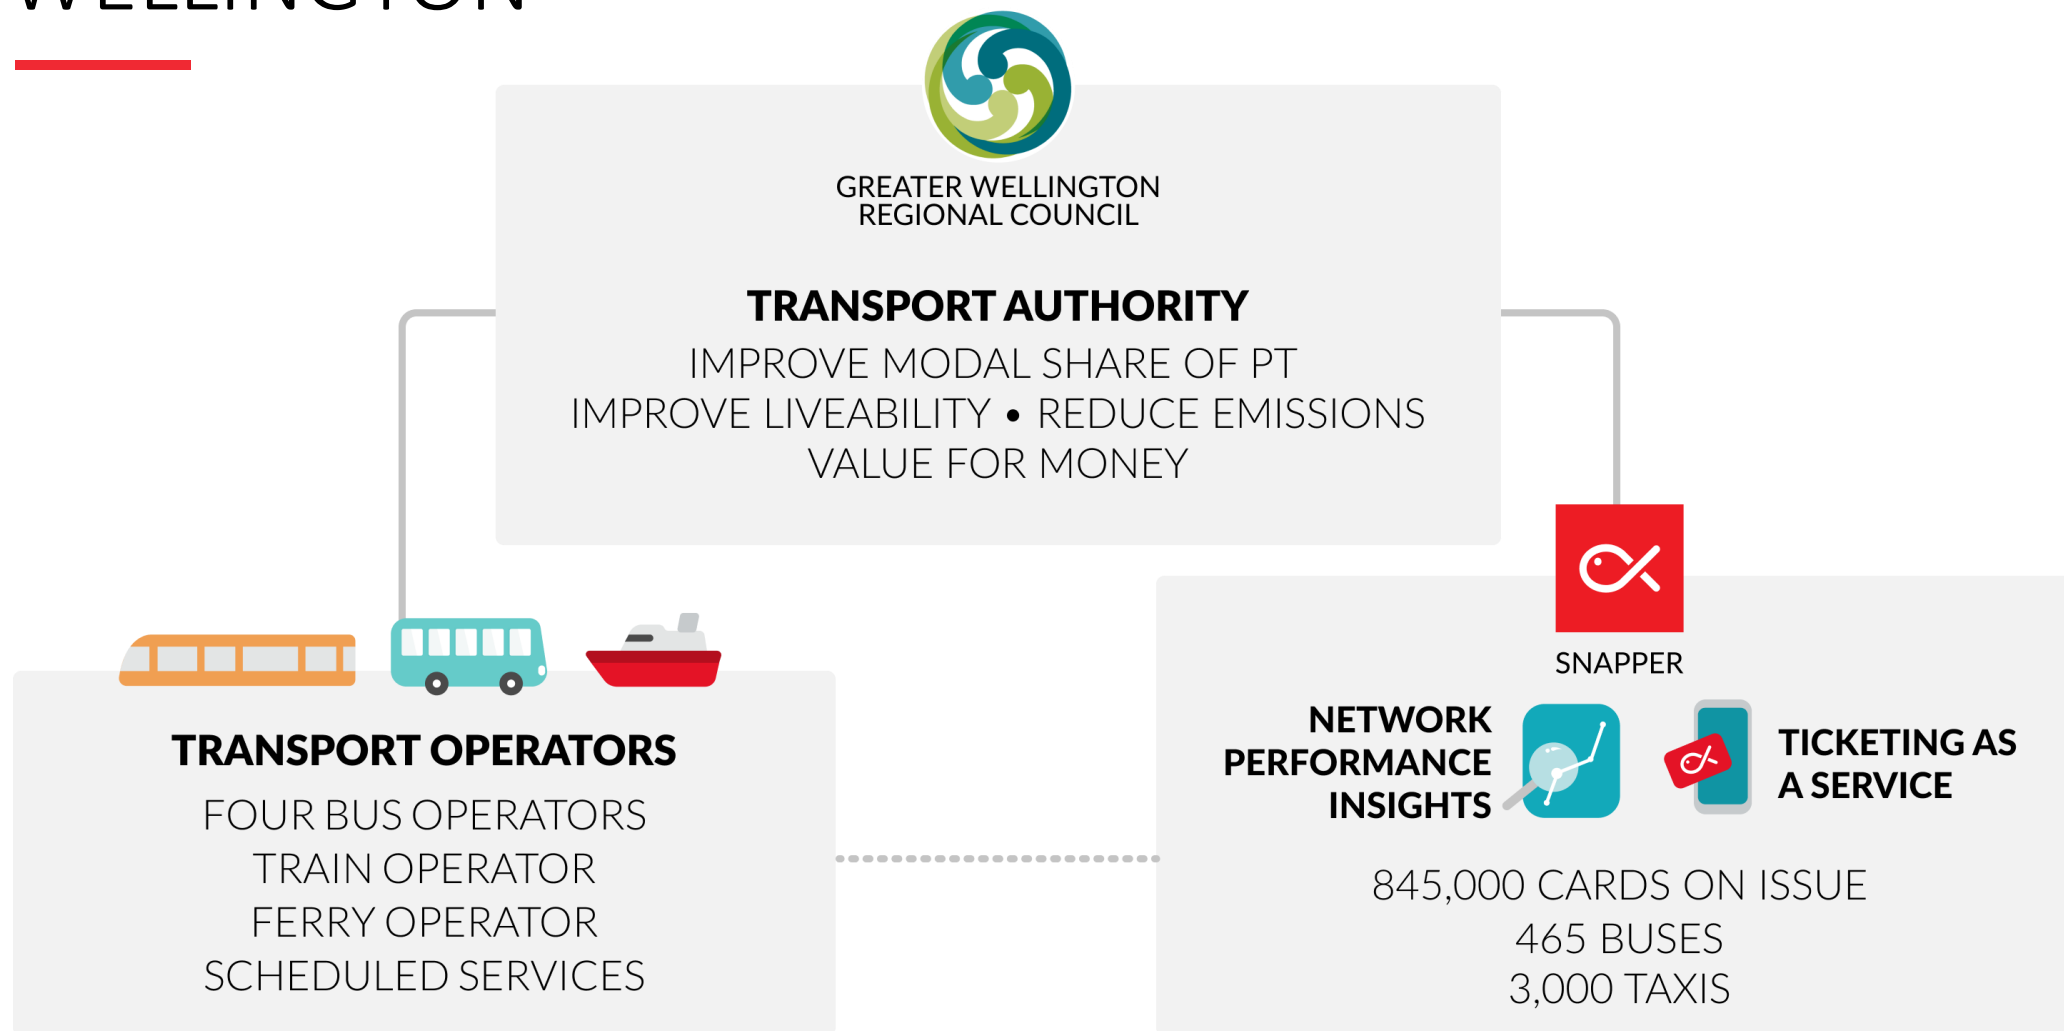 WELLINGTON
GREATER WELLINGTON
REGIONAL COUNCIL
TRANSPORT AUTHORITY
IMPROVE MODAL SHARE OF PT
IMPROVE LIVEABILITY • REDUCE EMISSIONS
VALUE FOR MONEY
TRANSPORT OPERATORS
FOUR BUS OPERATORS
TRAIN OPERATOR
FERRY OPERATOR
SCHEDULED SERVICES
SNAPPER
NETWORK
PERFORMANCE
INSIGHTS
TICKETING AS
A SERVICE
845,000 CARDS ON ISSUE
465 BUSES
3,000 TAXIS